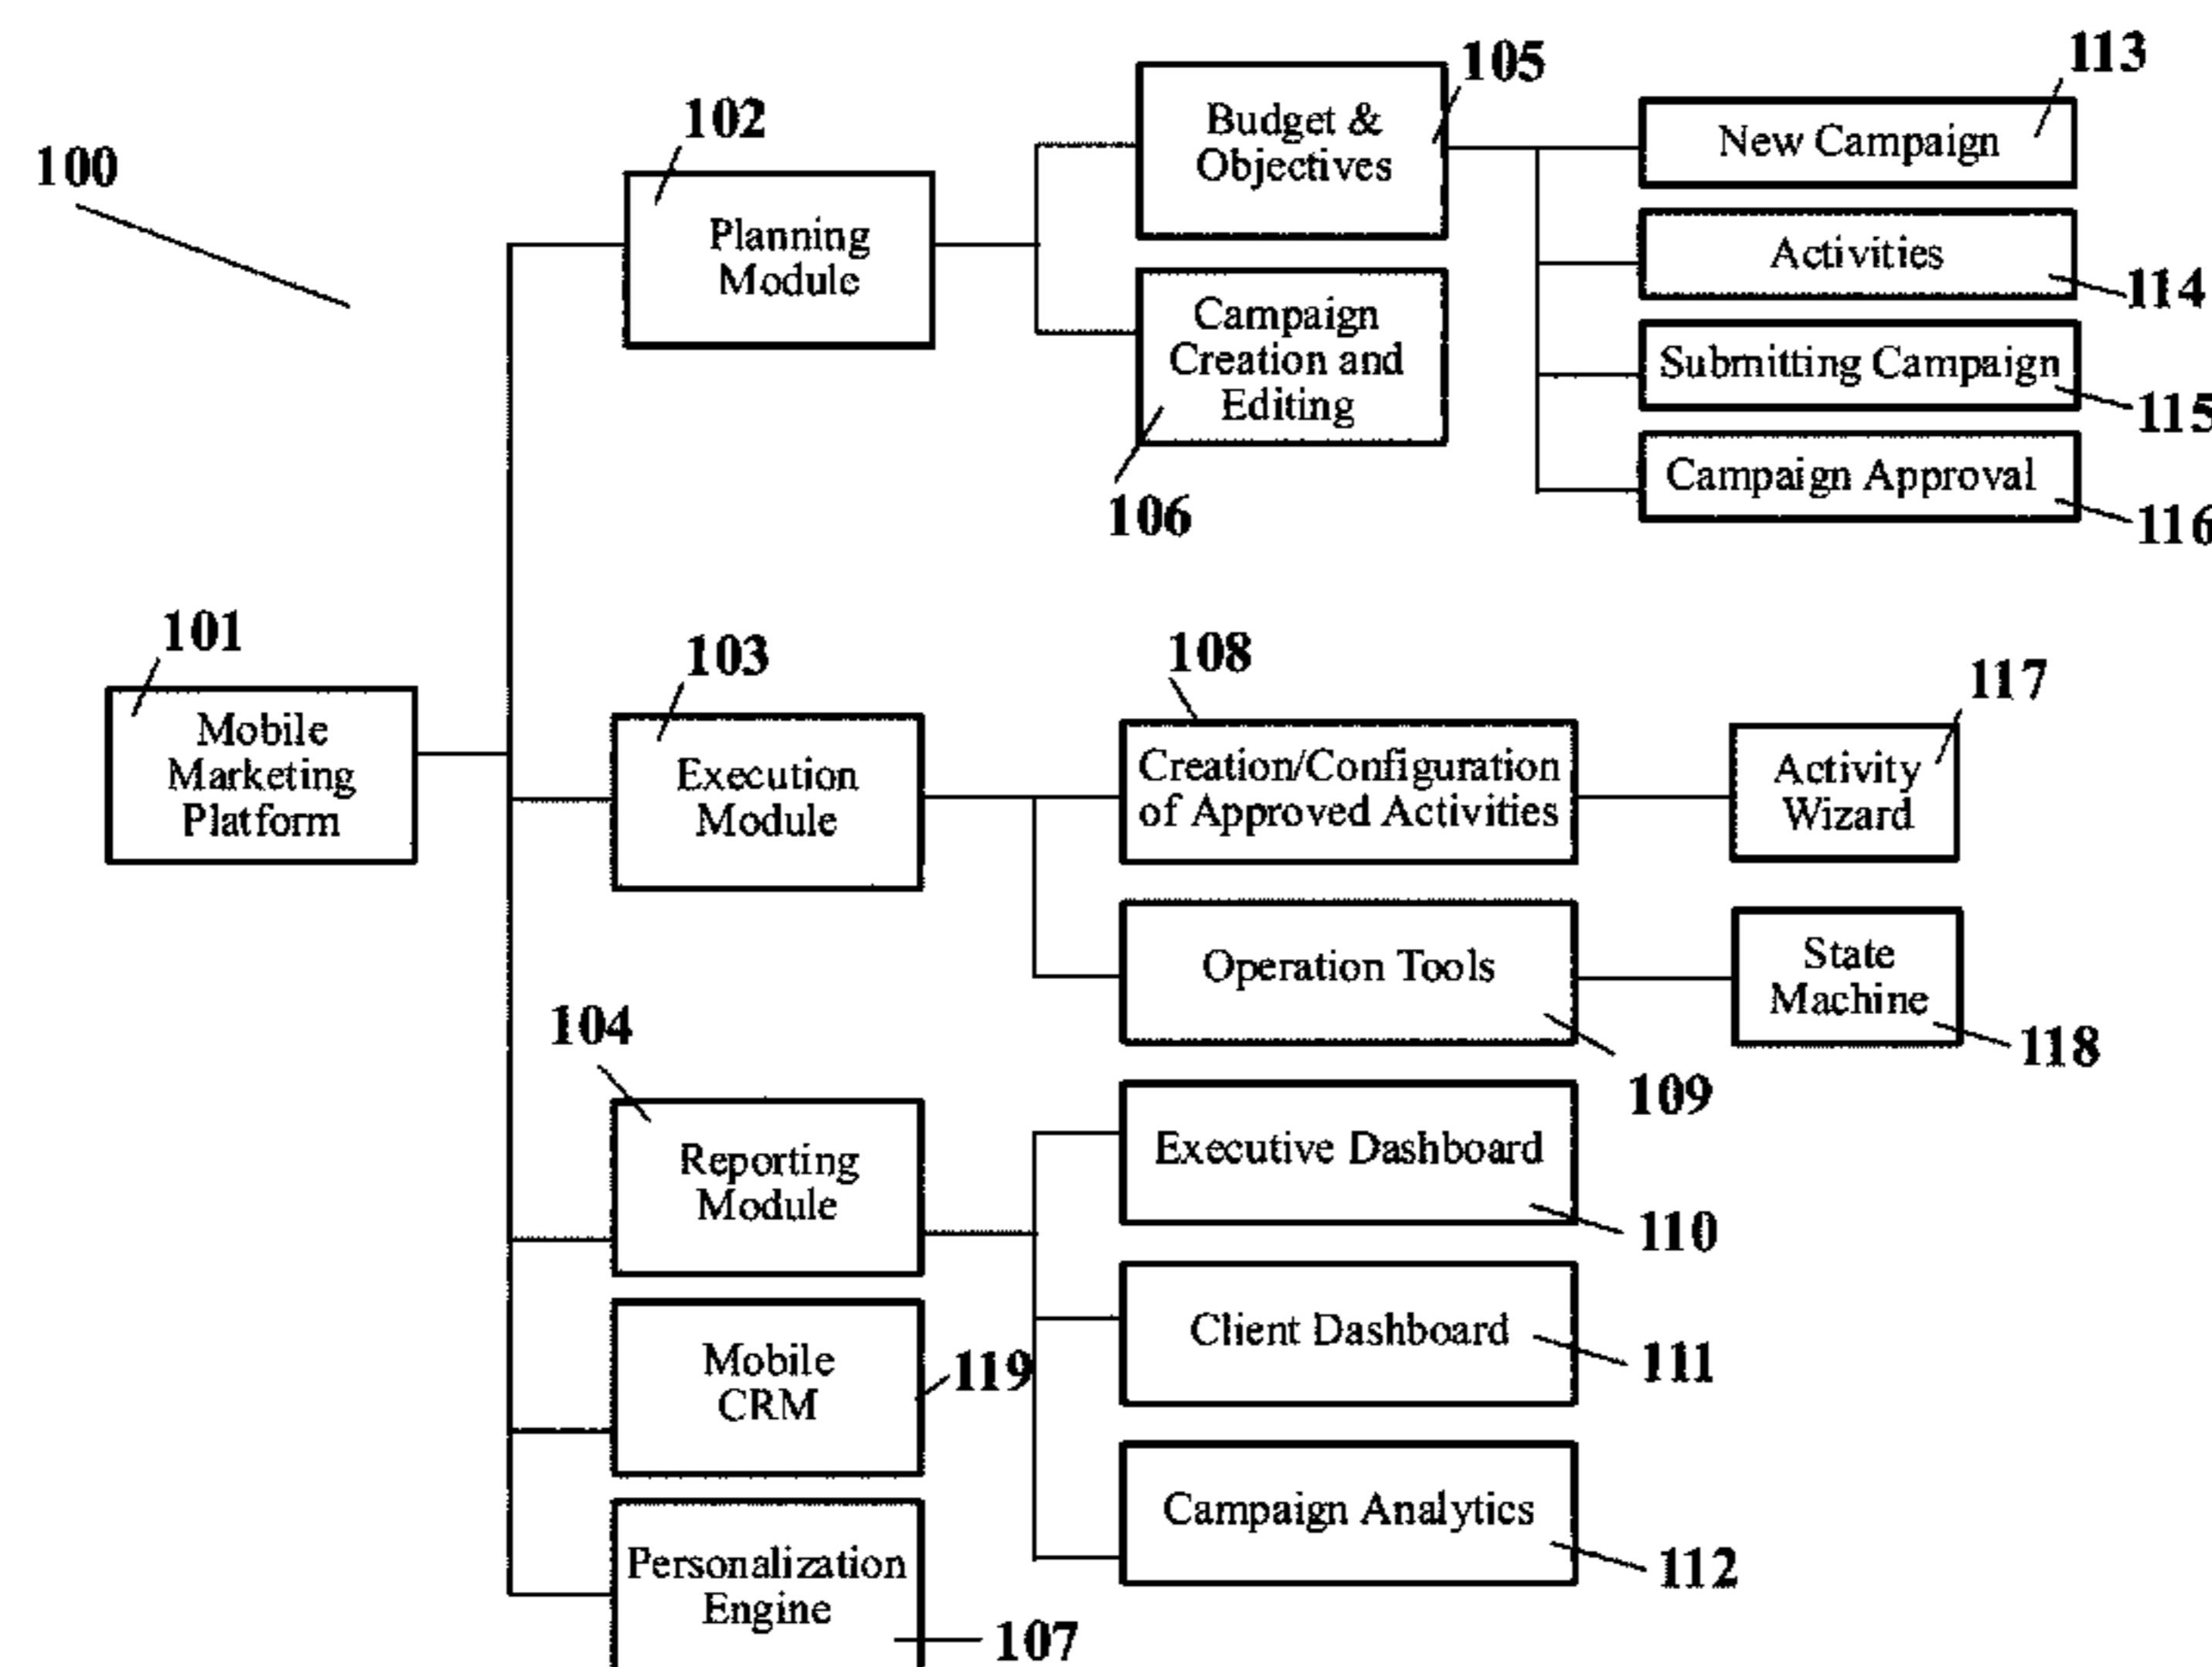 100
101
Mobile
Marketing
Platform
102
Planning
Module
105
Budget &
Objectives
Campaign
Creation and
Editing
106
113
New Campaign
Activities
114
Submitting Campaign
115
Campaign Approval
116
103
Execution
Module
108
Creation/Configuration
of Approved Activities
117
Activity
Wizard
Operation Tools
109
State
Machine
118
104
Reporting
Module
Executive Dashboard
110
Client Dashboard
111
Campaign Analytics
112
Mobile
CRM
119
Personalization
Engine
107